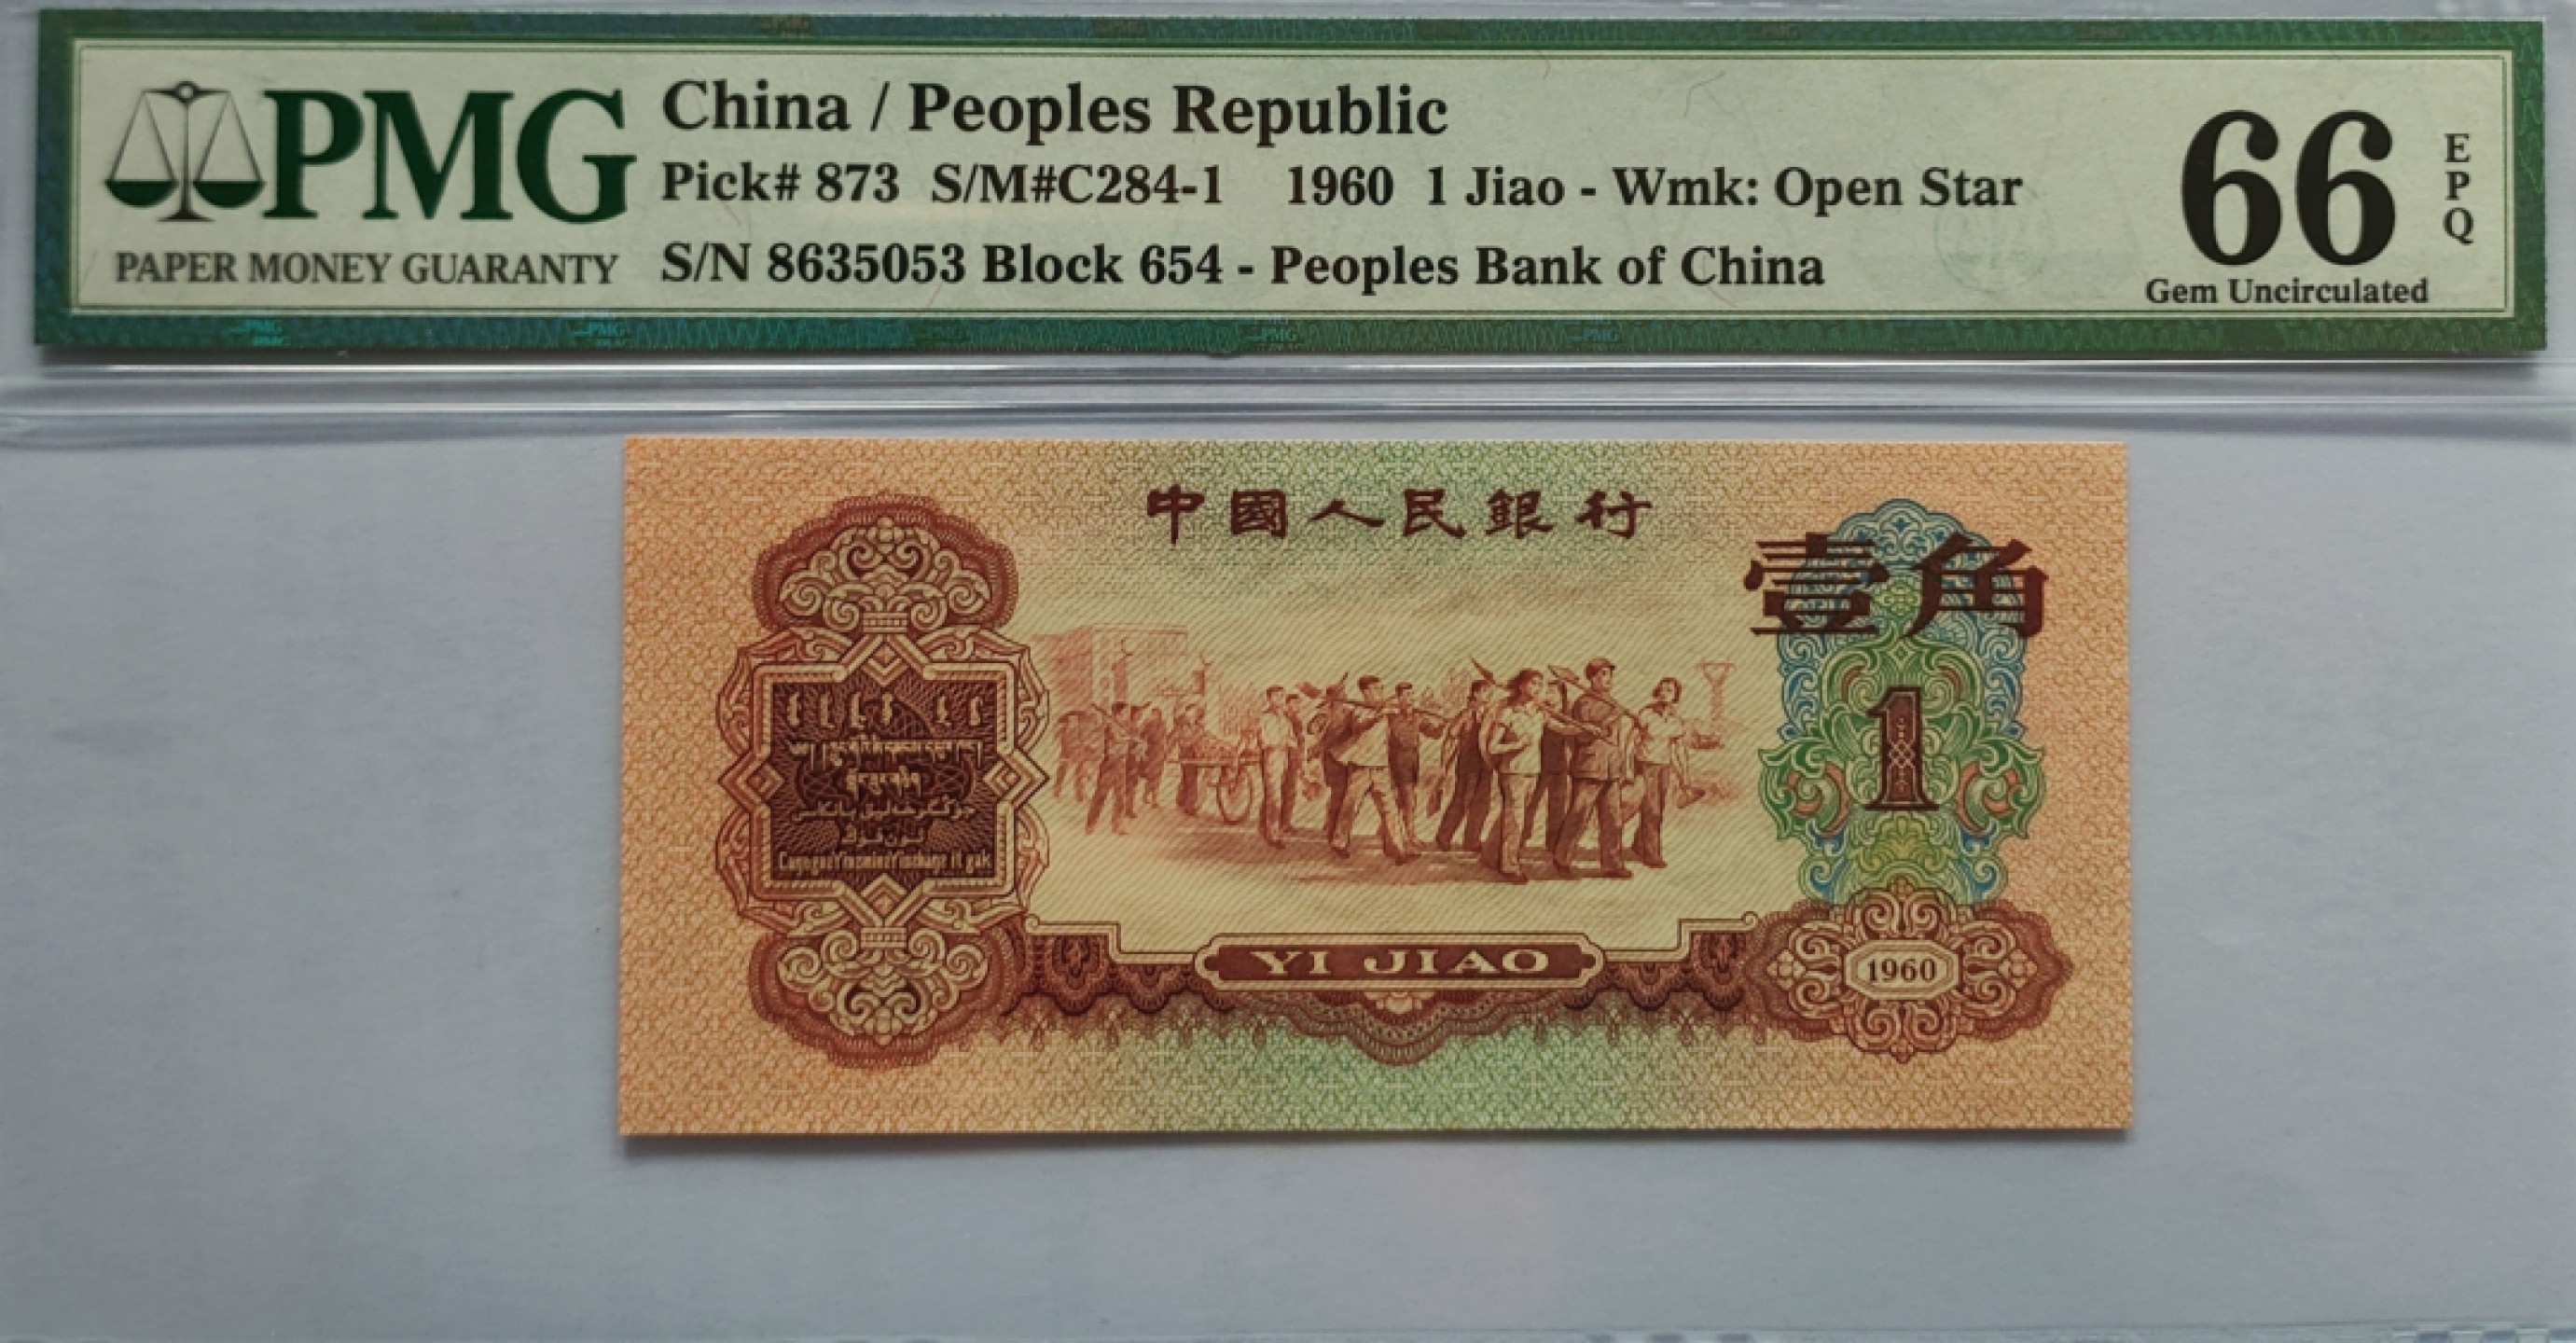 PMG
PAPER MONEY GUARANTY
China / Peoples Republic
Pick# 873 S/M#C284-1 1960 1 Jiao - Wmk: Open Star
S/N 8635053 Block 654 - Peoples Bank of China
66
EPQ
Gem Uncirculated
中國人民銀行
壹角
1
YI JIAO
1960